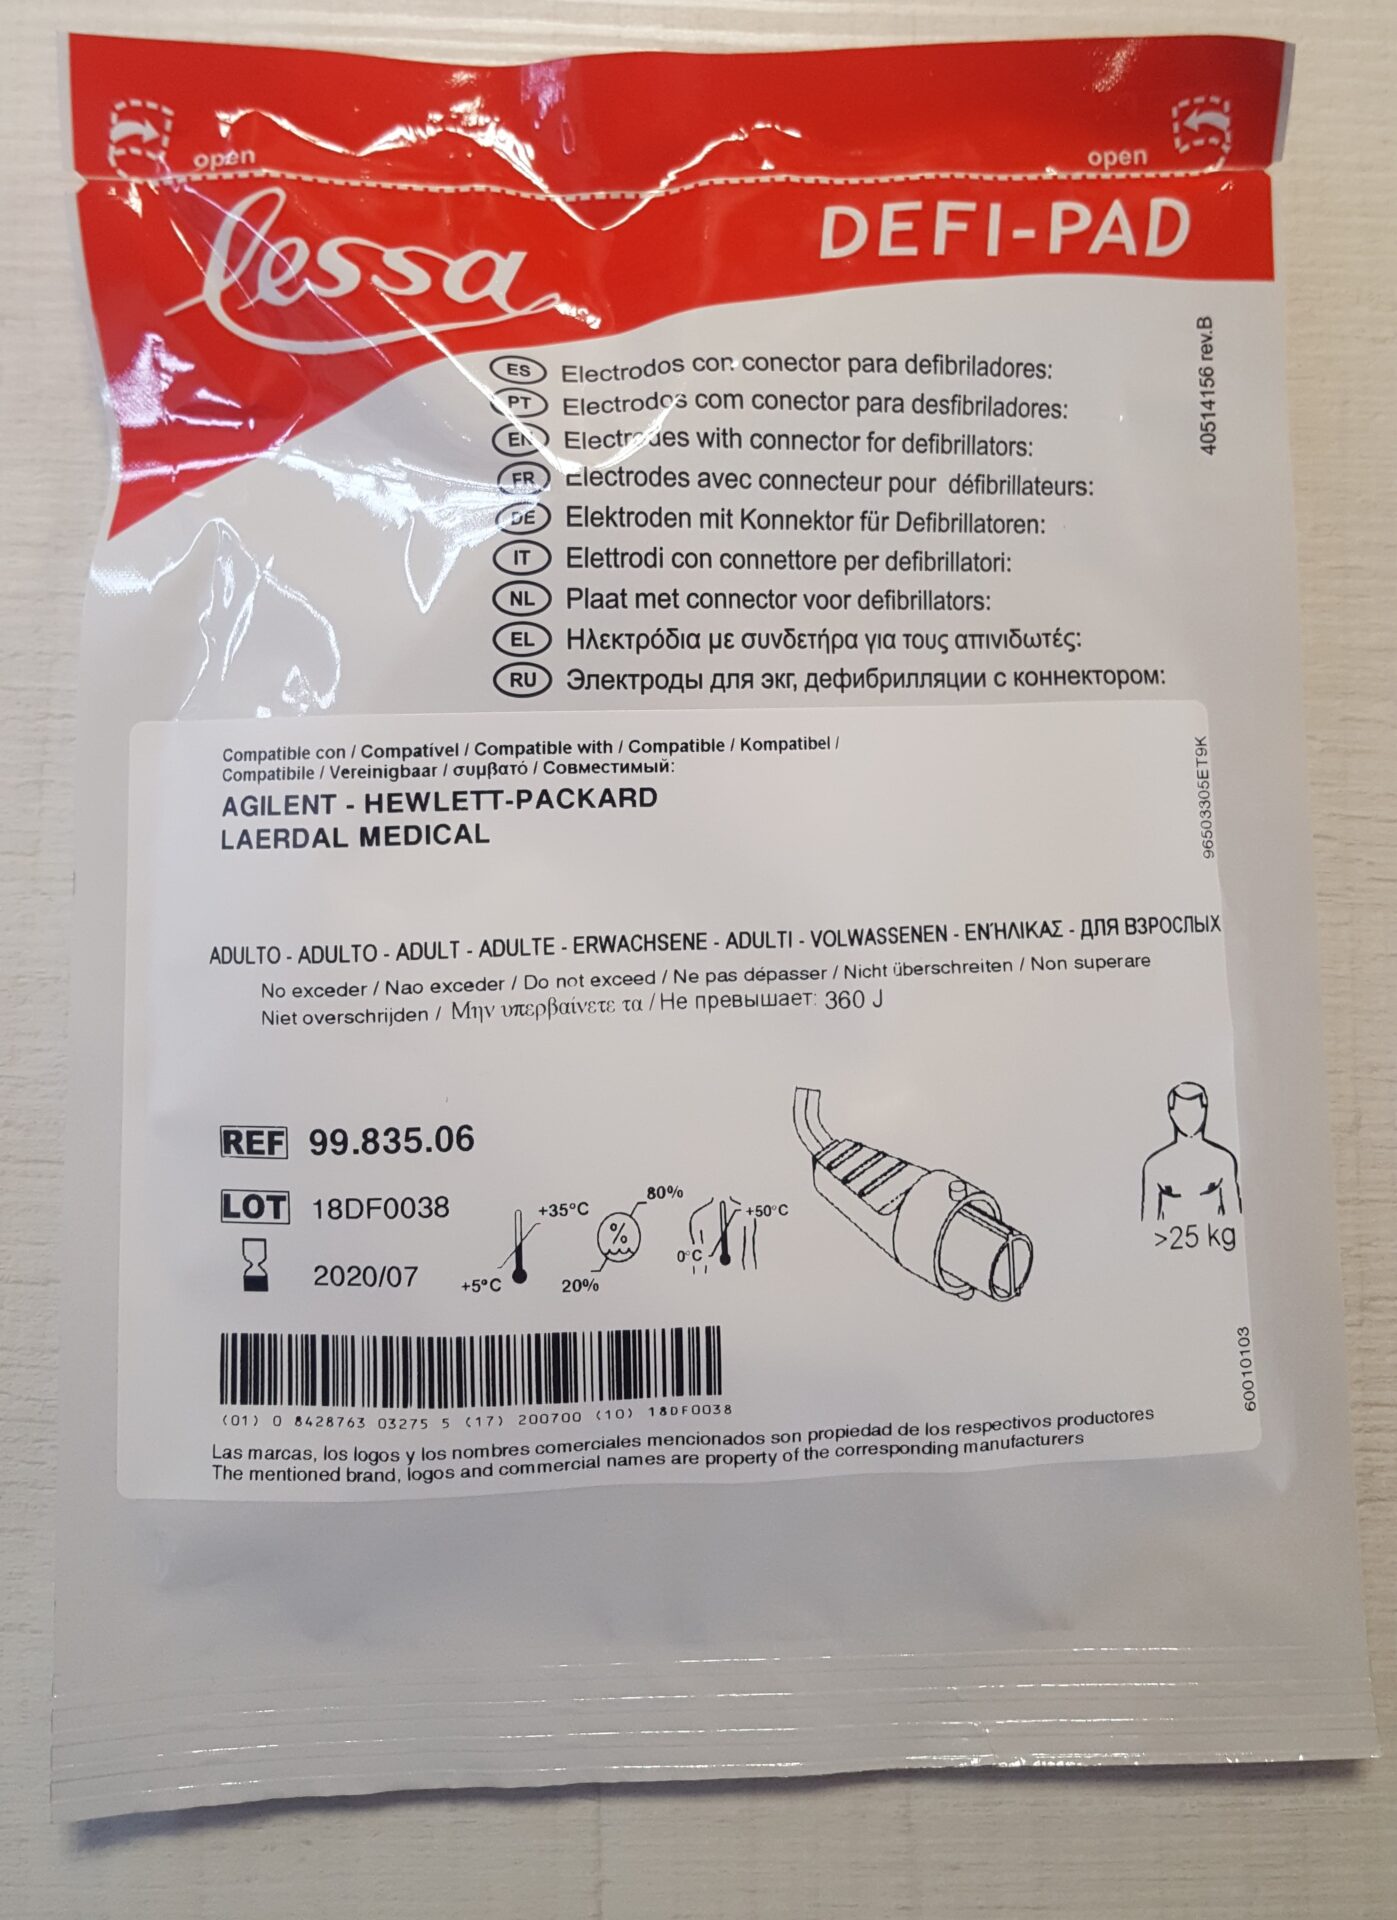 open
open
lessa
DEFI-PAD
40514156 rev.B
ES Electrodos con conector para defibriladores:
PT Electrodos com conector para desfibriladores:
EN Electrodes with connector for defibrillators:
FR Electrodes avec connecteur pour défibrillateurs:
DE Elektroden mit Konnektor für Defibrillatoren:
IT Elettrodi con connettore per defibrillatori:
NL Plaat met connector voor defibrillators:
EL Ηλεκτρόδια με συνδετήρα για τους απινιδωτές:
RU Электроды для экг, дефибрилляции с коннектором:
Compatible con / Compatível / Compatible with / Compatible / Kompatibel /
Compatibile / Vereinigbaar / συμβατό / Совместимый:
AGILENT - HEWLETT-PACKARD
LAERDAL MEDICAL
96503305ET9K
ADULTO - ADULTO - ADULT - ADULTE - ERWACHSENE - ADULTI - VOLWASSENEN - ΕΝΉΛΙΚΑΣ - ДЛЯ ВЗРОСЛЫХ
No exceder / Nao exceder / Do not exceed / Ne pas dépasser / Nicht überschreiten / Non superare
Niet overschrijden / Μην υπερβαίνετε τα / Не превышает: 360 J
REF 99.835.06
LOT 18DF0038
2020/07
+35°C
+5°C
%
80%
20%
+50°C
0°C
>25 kg
60010103
(01) 0 8428763 03275 5 (17) 200700 (10) 18DF0038
Las marcas, los logos y los nombres comerciales mencionados son propiedad de los respectivos productores
The mentioned brand, logos and commercial names are property of the corresponding manufacturers